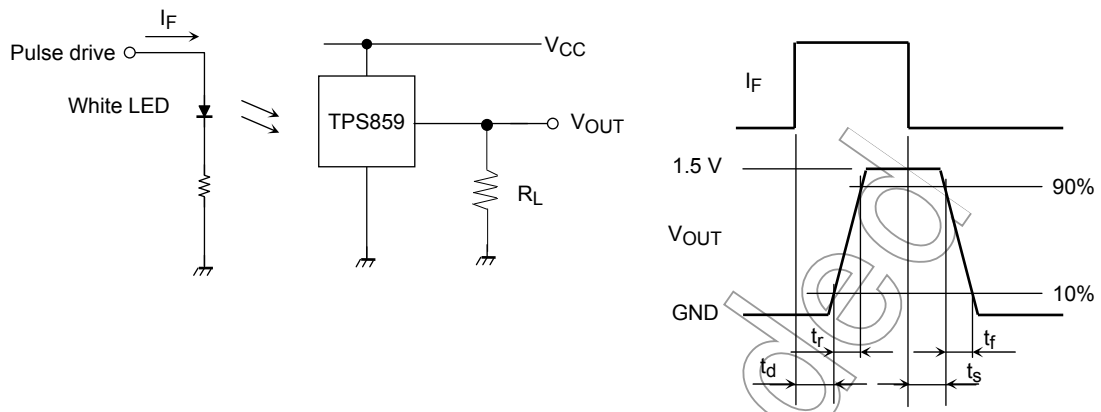 IF
Pulse drive
White LED
VCC
TPS859
VOUT
RL
IF
1.5 V
90%
VOUT
10%
GND
tr
tf
td
ts